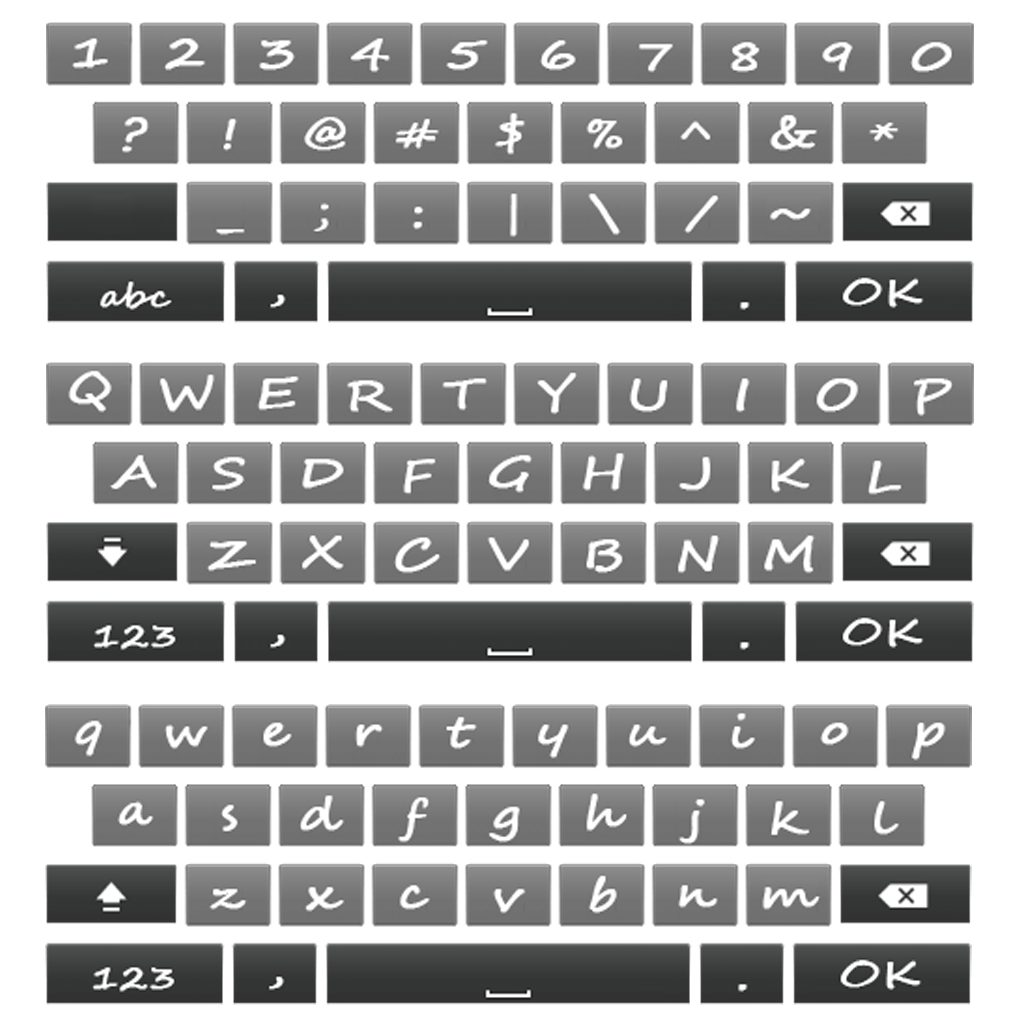 1 2 3 4 5 6 7 8 9 0
? ! @ # $ % ^ & *
_ ; : | \ / ~
abc , . OK
Q W E R T Y U I O P
A S D F G H J K L
Z X C V B N M
123 , . OK
q w e r t y u i o p
a s d f g h j k l
z x c v b n m
123 , . OK